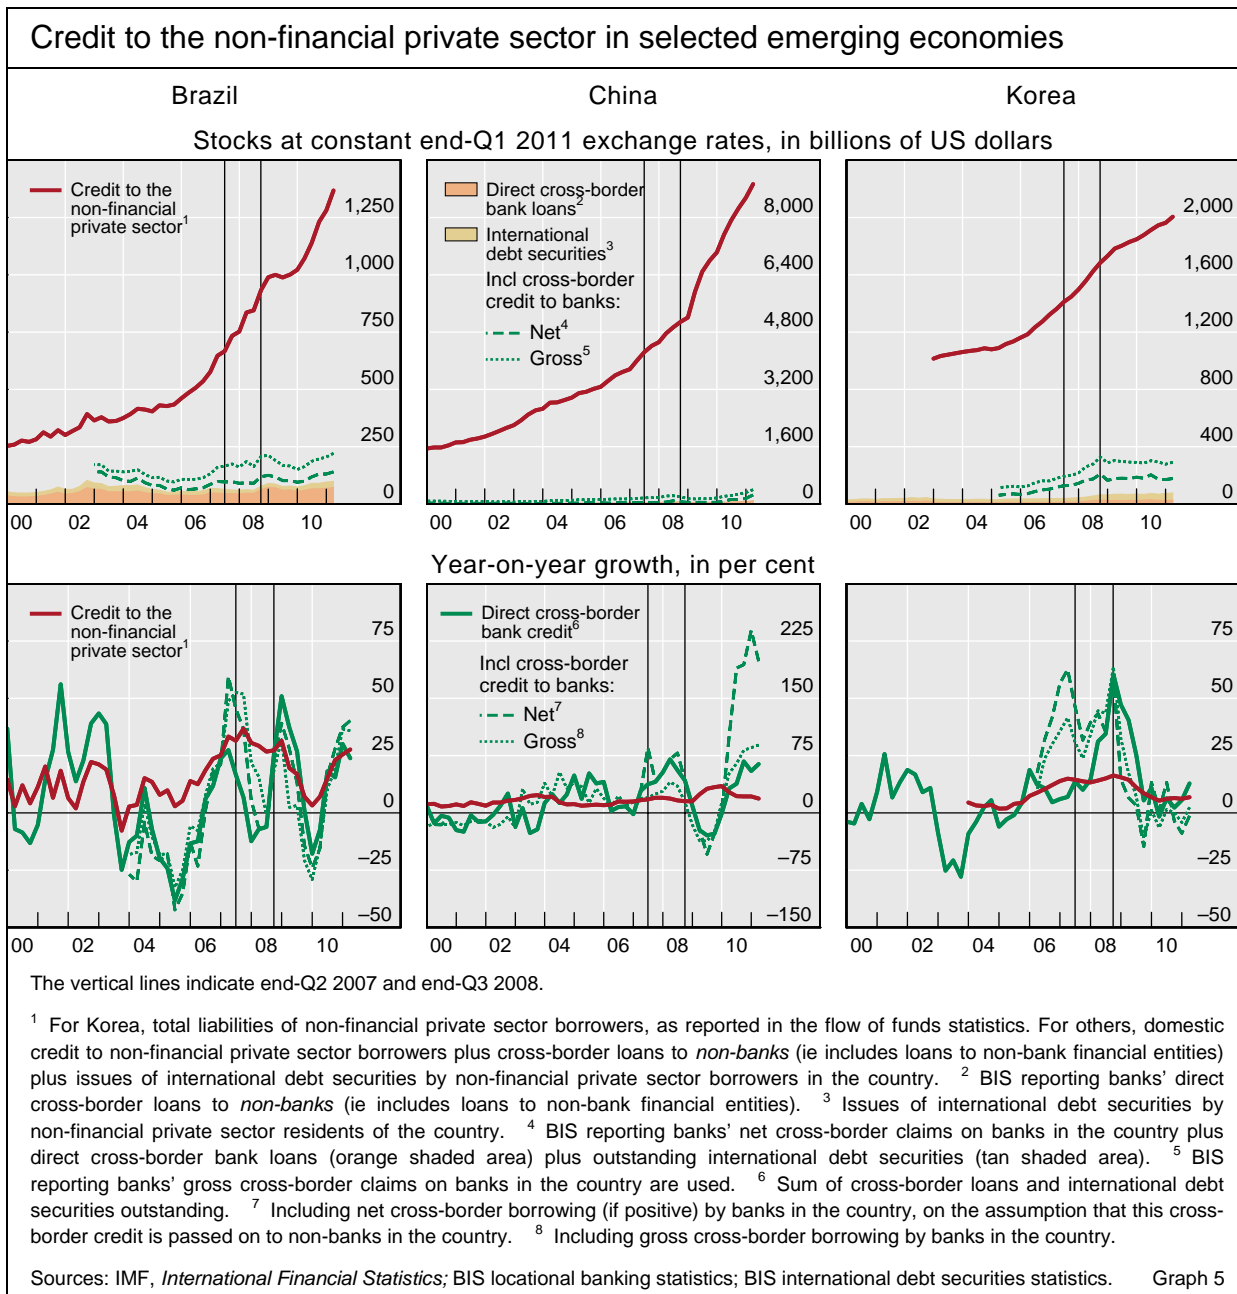 Credit to the non-financial private sector in selected emerging economies
Brazil
China
Korea
Stocks at constant end-Q1 2011 exchange rates, in billions of US dollars
Credit to the
non-financial
private sector1
1,250
1,000
750
500
250
0
00 02 04 06 08 10
Direct cross-border
bank loans2
International
debt securities3
Incl cross-border
credit to banks:
Net4
Gross5
8,000
6,400
4,800
3,200
1,600
0
00 02 04 06 08 10
2,000
1,600
1,200
800
400
0
00 02 04 06 08 10
Year-on-year growth, in per cent
Credit to the
non-financial
private sector1
75
50
25
0
–25
–50
00 02 04 06 08 10
Direct cross-border
bank credit6
Incl cross-border
credit to banks:
Net7
Gross8
225
150
75
0
–75
–150
00 02 04 06 08 10
75
50
25
0
–25
–50
00 02 04 06 08 10
The vertical lines indicate end-Q2 2007 and end-Q3 2008.
1 For Korea, total liabilities of non-financial private sector borrowers, as reported in the flow of funds statistics. For others, domestic
credit to non-financial private sector borrowers plus cross-border loans to non-banks (ie includes loans to non-bank financial entities)
plus issues of international debt securities by non-financial private sector borrowers in the country. 2 BIS reporting banks' direct
cross-border loans to non-banks (ie includes loans to non-bank financial entities). 3 Issues of international debt securities by
non-financial private sector residents of the country. 4 BIS reporting banks' net cross-border claims on banks in the country plus
direct cross-border bank loans (orange shaded area) plus outstanding international debt securities (tan shaded area). 5 BIS
reporting banks' gross cross-border claims on banks in the country are used. 6 Sum of cross-border loans and international debt
securities outstanding. 7 Including net cross-border borrowing (if positive) by banks in the country, on the assumption that this cross-
border credit is passed on to non-banks in the country. 8 Including gross cross-border borrowing by banks in the country.
Sources: IMF, International Financial Statistics; BIS locational banking statistics; BIS international debt securities statistics. Graph 5